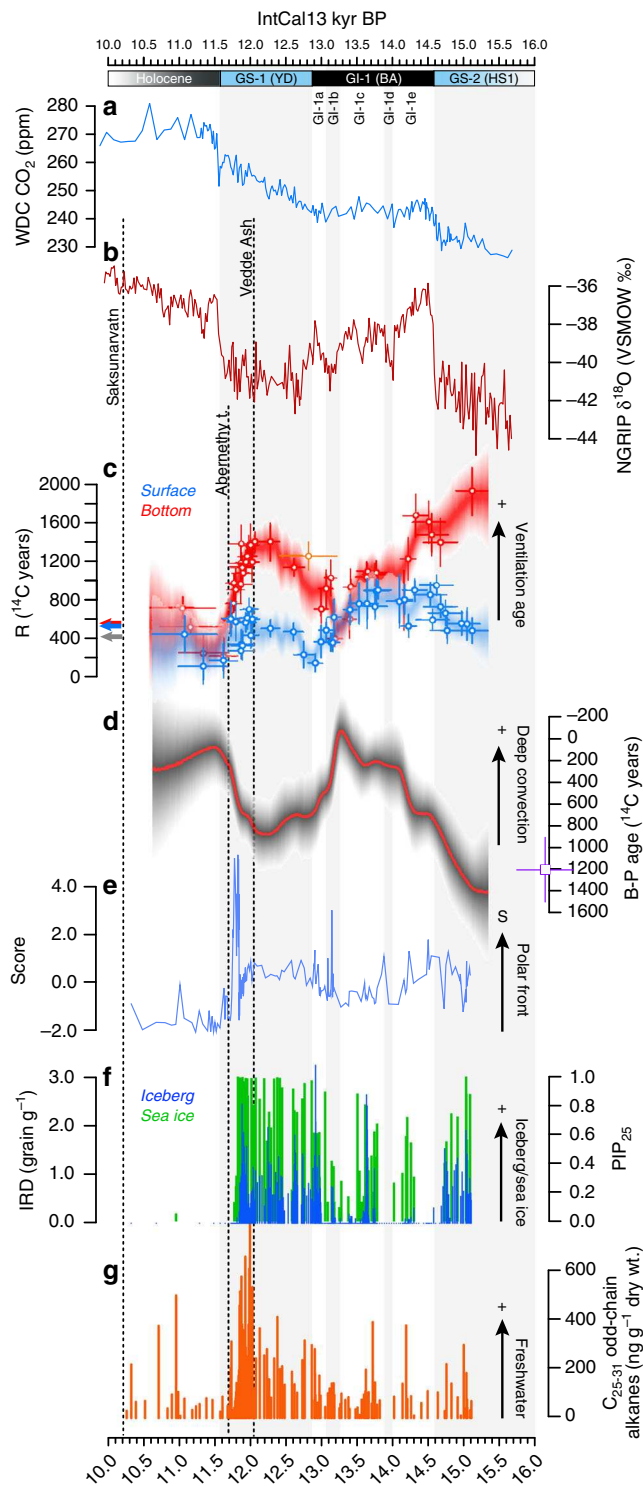 IntCal13 kyr BP
10.0 10.5 11.0 11.5 12.0 12.5 13.0 13.5 14.0 14.5 15.0 15.5 16.0
Holocene GS-1 (YD) GI-1 (BA) GS-2 (HS1)
GI-1a GI-1b GI-1c GI-1d GI-1e
a
WDC CO₂ (ppm)
280
270
260
250
240
230
b
Saksunarvatn
Vedde Ash
Abernethy t.
NGRIP δ¹⁸O (VSMOW ‰)
−36
−38
−40
−42
−44
c
Surface
Bottom
R (¹⁴C years)
2000
1600
1200
800
400
0
+
Ventilation age
d
+
Deep convection
B-P age (¹⁴C years)
−200
0
200
400
600
800
1000
1200
1400
1600
e
Score
4.0
2.0
0.0
−2.0
S
Polar front
f
Iceberg
Sea ice
IRD (grain g⁻¹)
3.0
2.0
1.0
0.0
+
Iceberg/sea ice
PIP₂₅
1.0
0.8
0.6
0.4
0.2
0.0
g
+
Freshwater
C₂₅₋₃₁ odd-chain
alkanes (ng g⁻¹ dry wt.)
600
400
200
0
10.0 10.5 11.0 11.5 12.0 12.5 13.0 13.5 14.0 14.5 15.0 15.5 16.0